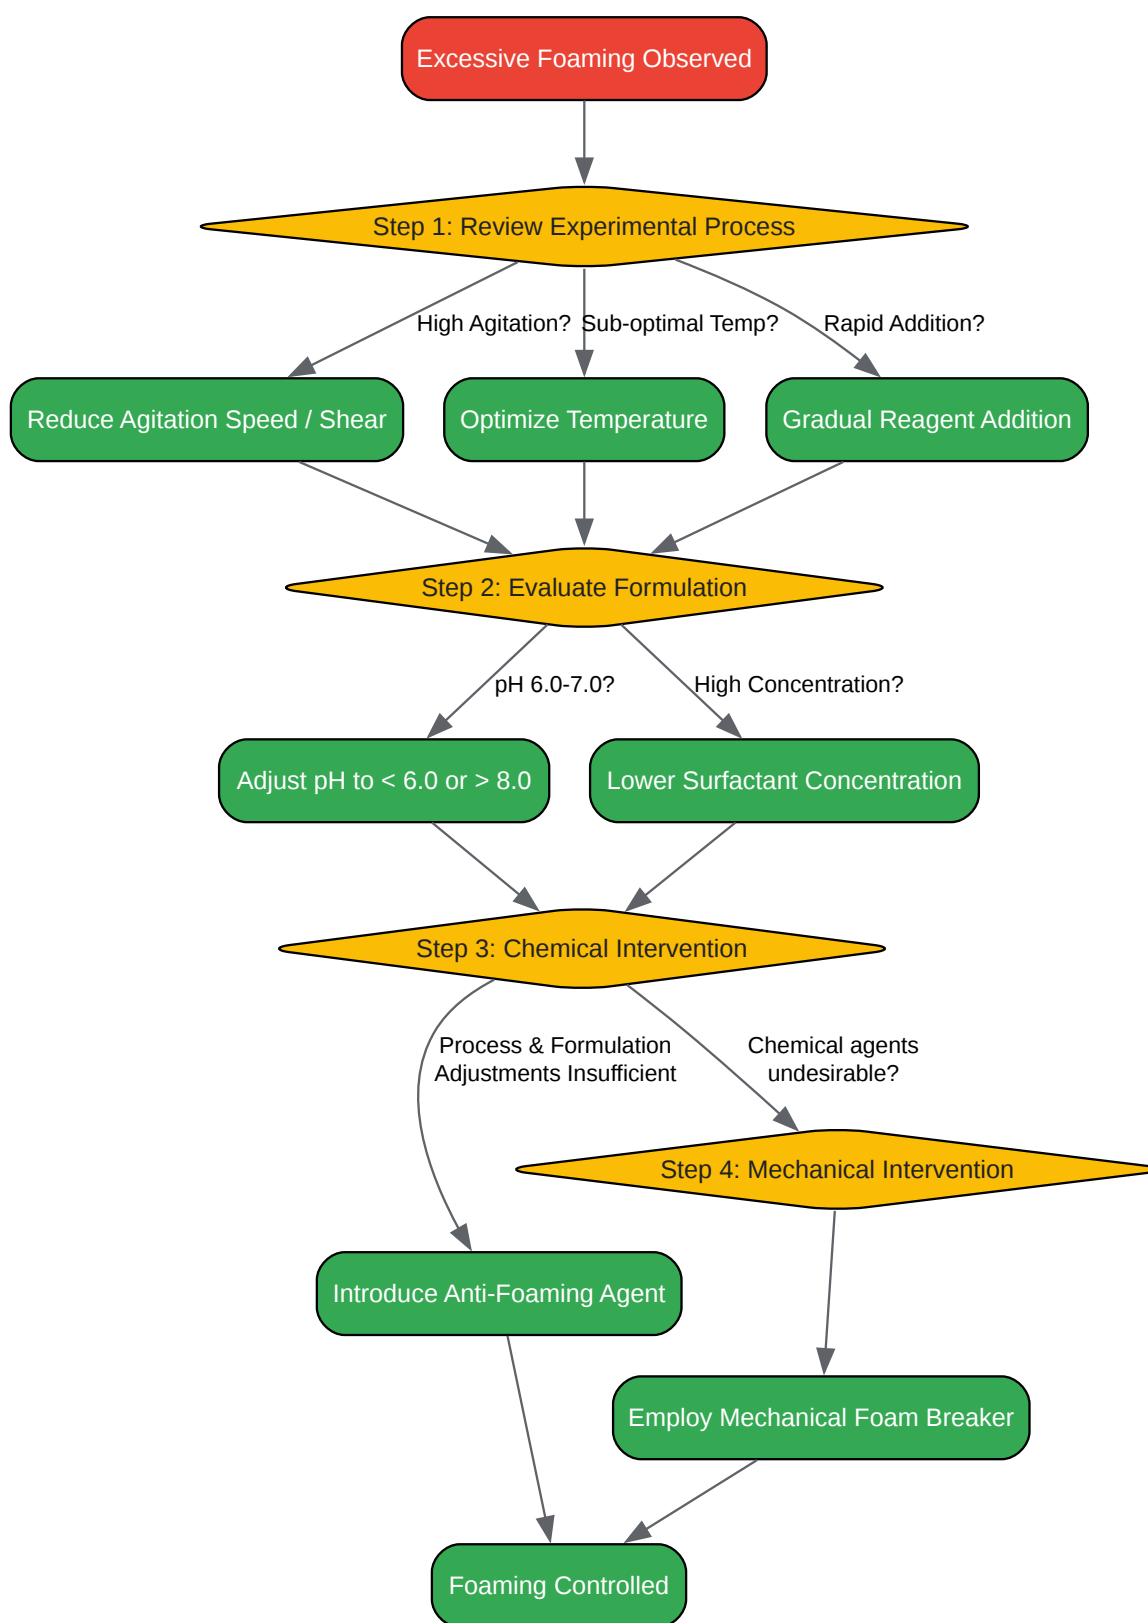 Excessive Foaming Observed
Step 1: Review Experimental Process
High Agitation?
Sub-optimal Temp?
Rapid Addition?
Reduce Agitation Speed / Shear
Optimize Temperature
Gradual Reagent Addition
Step 2: Evaluate Formulation
pH 6.0-7.0?
High Concentration?
Adjust pH to < 6.0 or > 8.0
Lower Surfactant Concentration
Step 3: Chemical Intervention
Process & Formulation
Adjustments Insufficient
Chemical agents
undesirable?
Step 4: Mechanical Intervention
Introduce Anti-Foaming Agent
Employ Mechanical Foam Breaker
Foaming Controlled